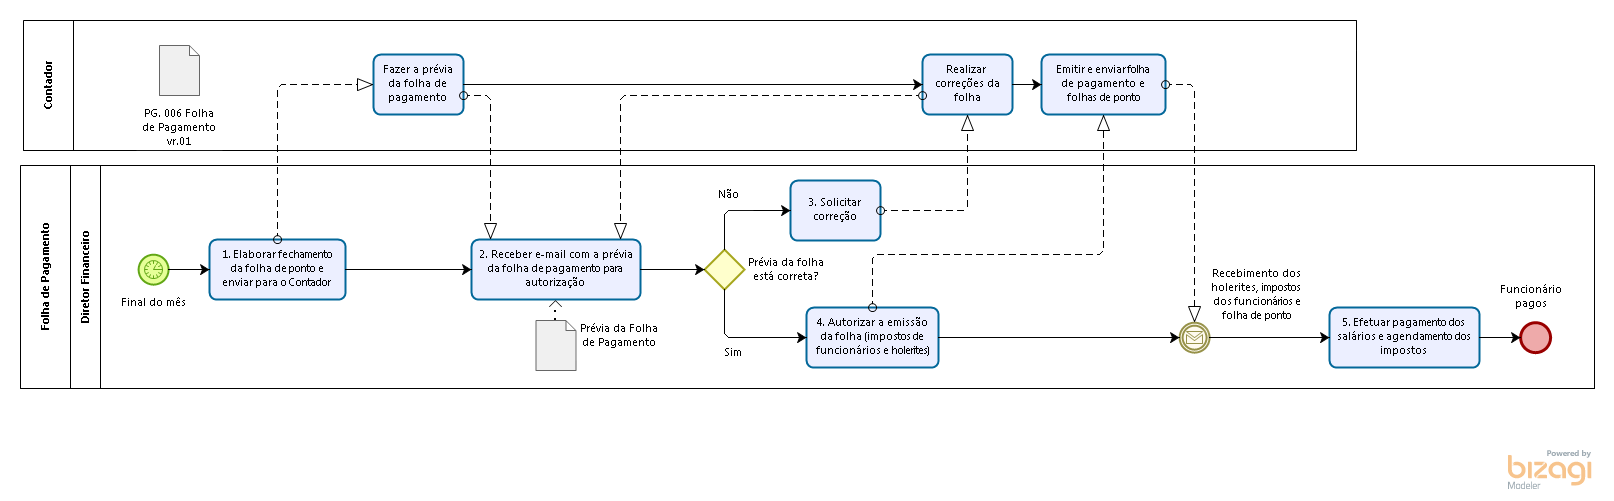 Contador
PG. 006 Folha
de Pagamento
vr.01
Fazer a prévia
da folha de
pagamento
Realizar
correções da
folha
Emitir e enviar folha
de pagamento e
folhas de ponto
Folha de Pagamento
Diretor Financeiro
Final do mês
1. Elaborar fechamento
da folha de ponto e
enviar para o Contador
2. Receber e-mail com a prévia
da folha de pagamento para
autorização
Prévia da Folha
de Pagamento
Não
Prévia da folha
está correta?
Sim
3. Solicitar
correção
4. Autorizar a emissão
da folha (impostos de
funcionários e holerites)
Recebimento dos
holerites, impostos
dos funcionários e
folha de ponto
5. Efetuar pagamento dos
salários e agendamento dos
impostos
Funcionário
pagos
Powered by
bizagi
Modeler